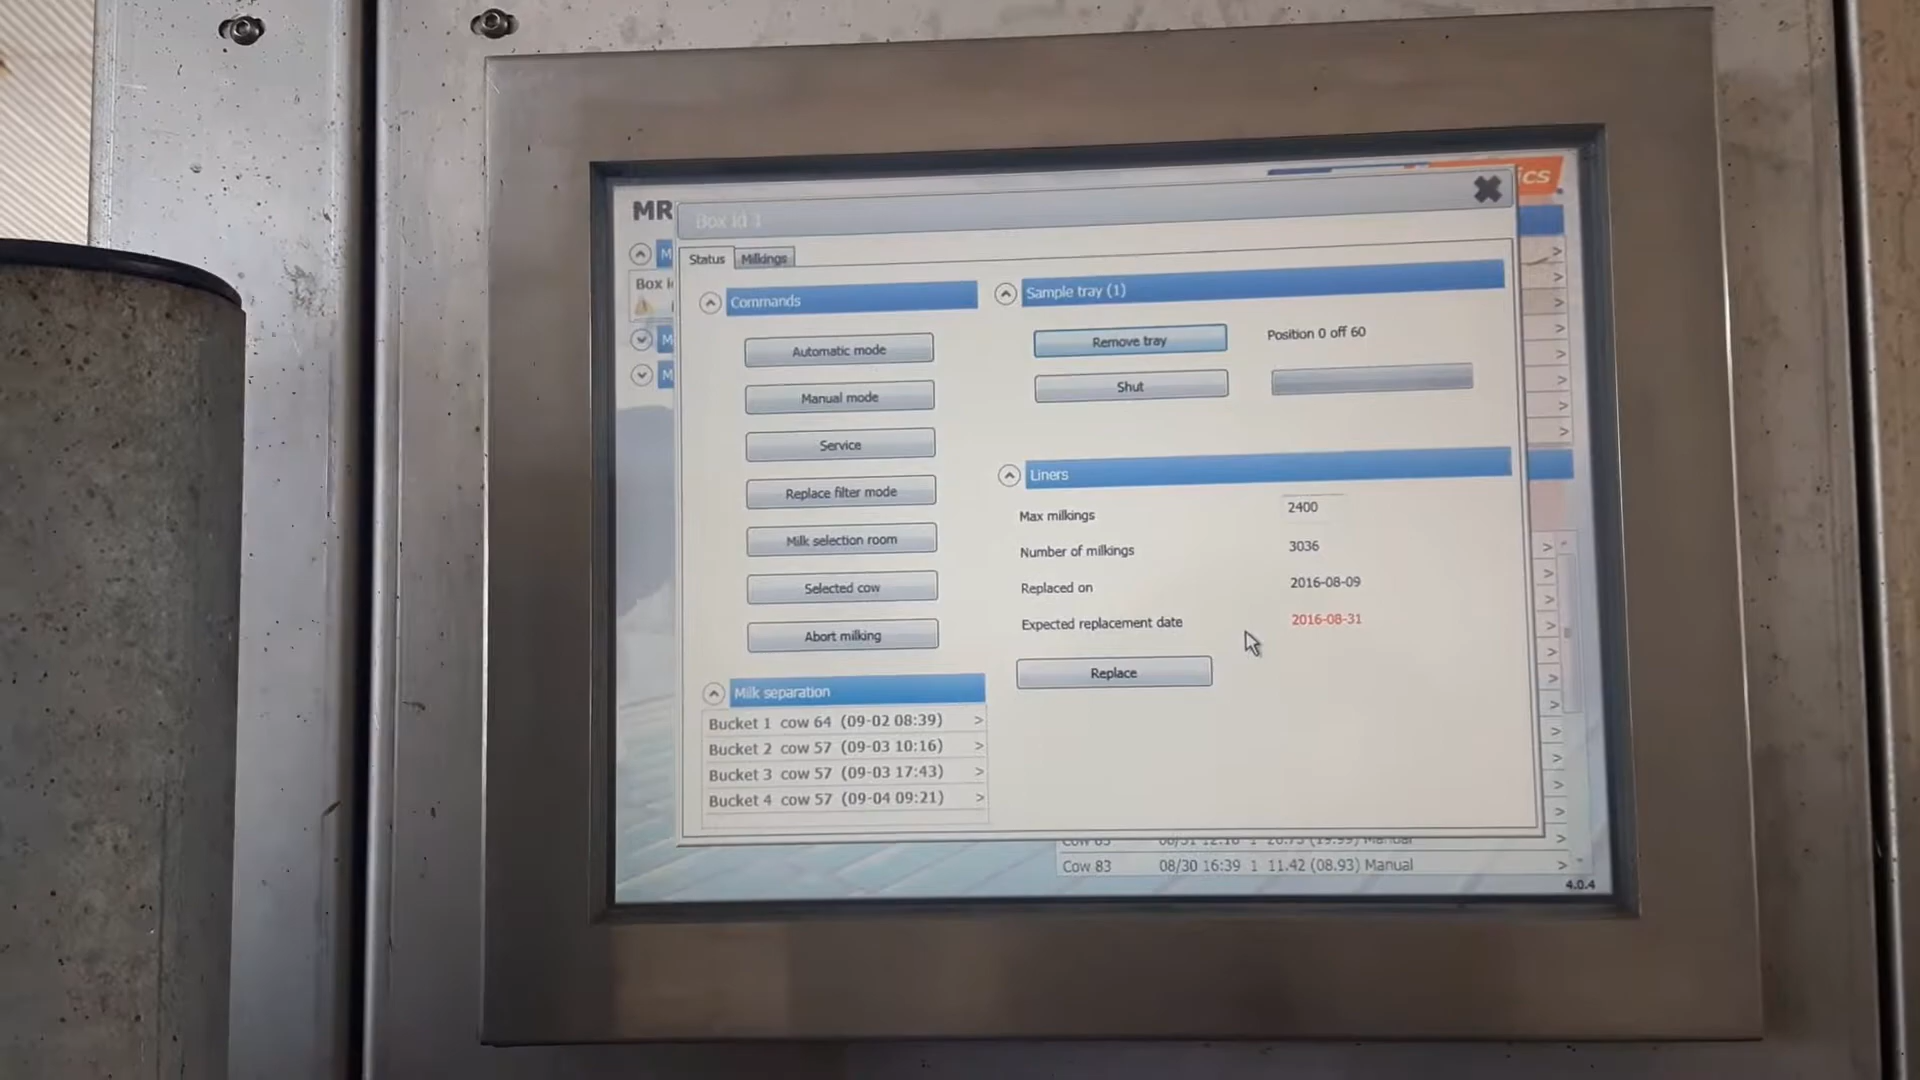 MR
ics
Box Id 1
Status
Milkings
Commands
Automatic mode
Manual mode
Service
Replace filter mode
Milk selection room
Selected cow
Abort milking
Milk separation
Bucket 1 cow 64 (09-02 08:39) >
Bucket 2 cow 57 (09-03 10:16) >
Bucket 3 cow 57 (09-03 17:43) >
Bucket 4 cow 57 (09-04 09:21) >
Sample tray (1)
Remove tray
Position 0 off 60
Shut
Liners
Max milkings 2400
Number of milkings 3036
Replaced on 2016-08-09
Expected replacement date 2016-08-31
Replace
M
Box
M
M
Cow 83 08/30 16:39 1 11.42 (08.93) Manual >
4.0.4